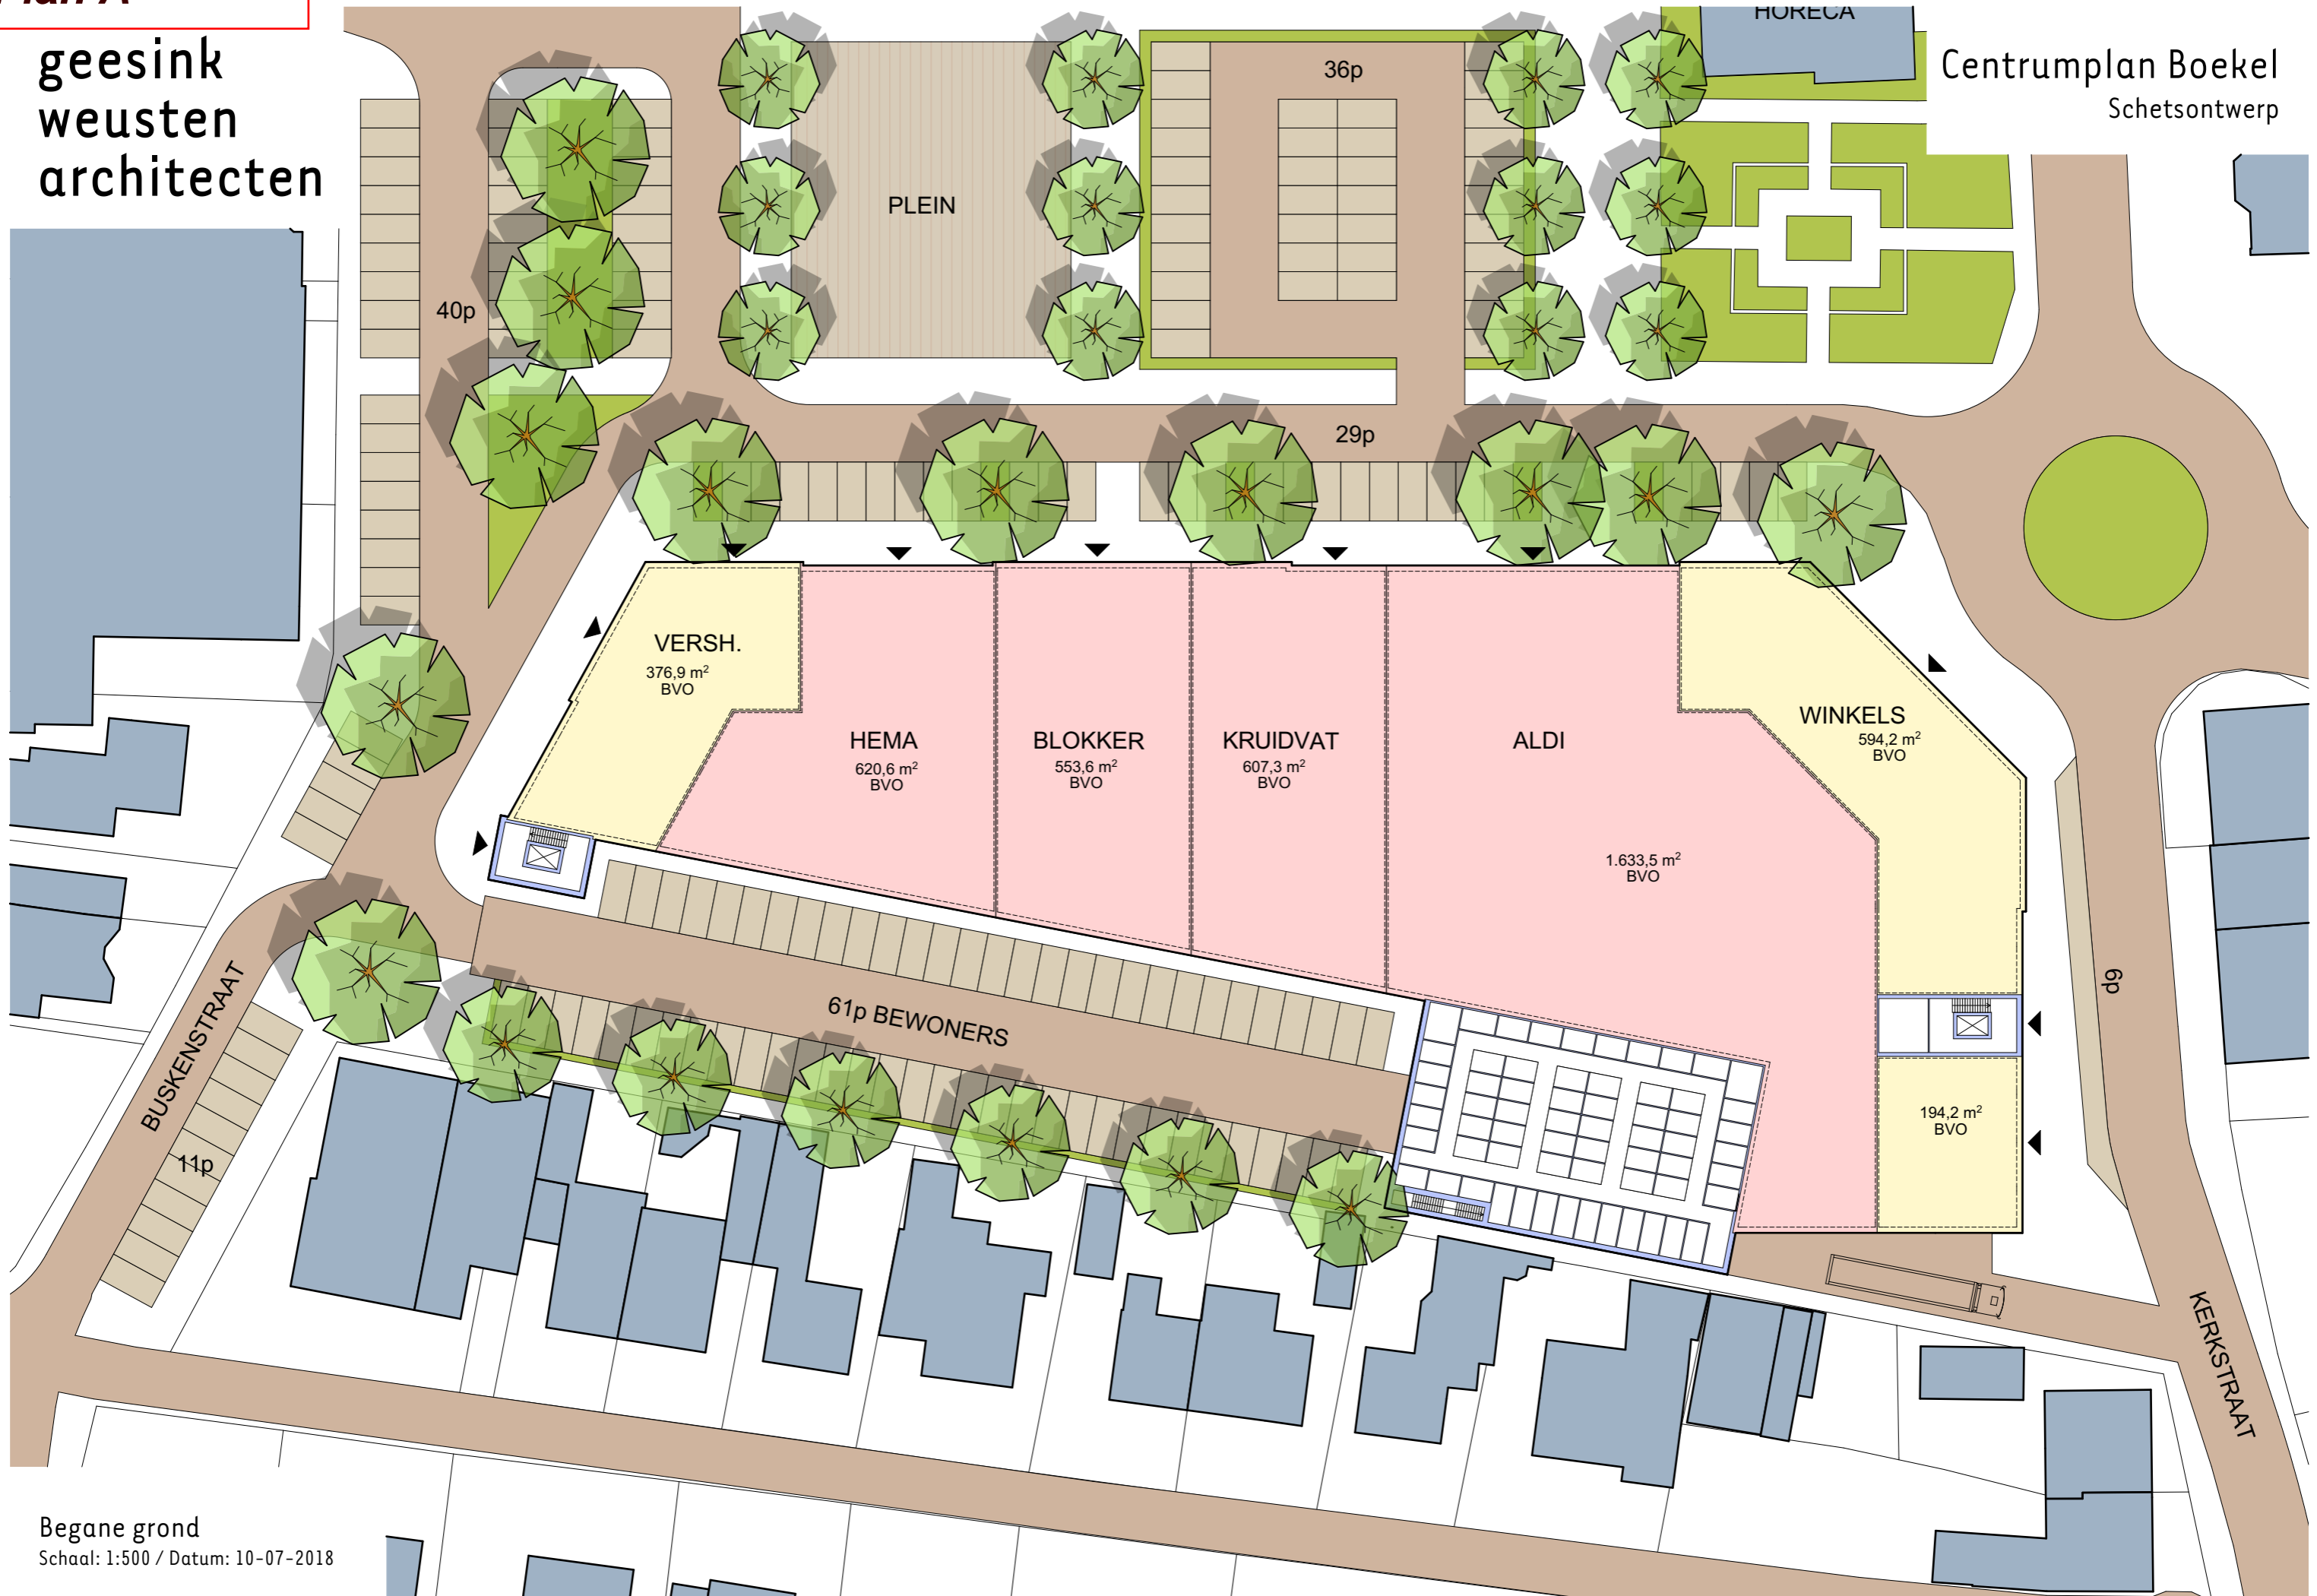 Plan A
geesink
weusten
architecten
Centrumplan Boekel
Schetsontwerp
HORECA
36p
PLEIN
40p
29p
VERSH.
376,9 m²
BVO
HEMA
620,6 m²
BVO
BLOKKER
553,6 m²
BVO
KRUIDVAT
607,3 m²
BVO
ALDI
1.633,5 m²
BVO
WINKELS
594,2 m²
BVO
6p
194,2 m²
BVO
61p BEWONERS
BUSKENSTRAAT
11p
KERKSTRAAT
Begane grond
Schaal: 1:500 / Datum: 10-07-2018